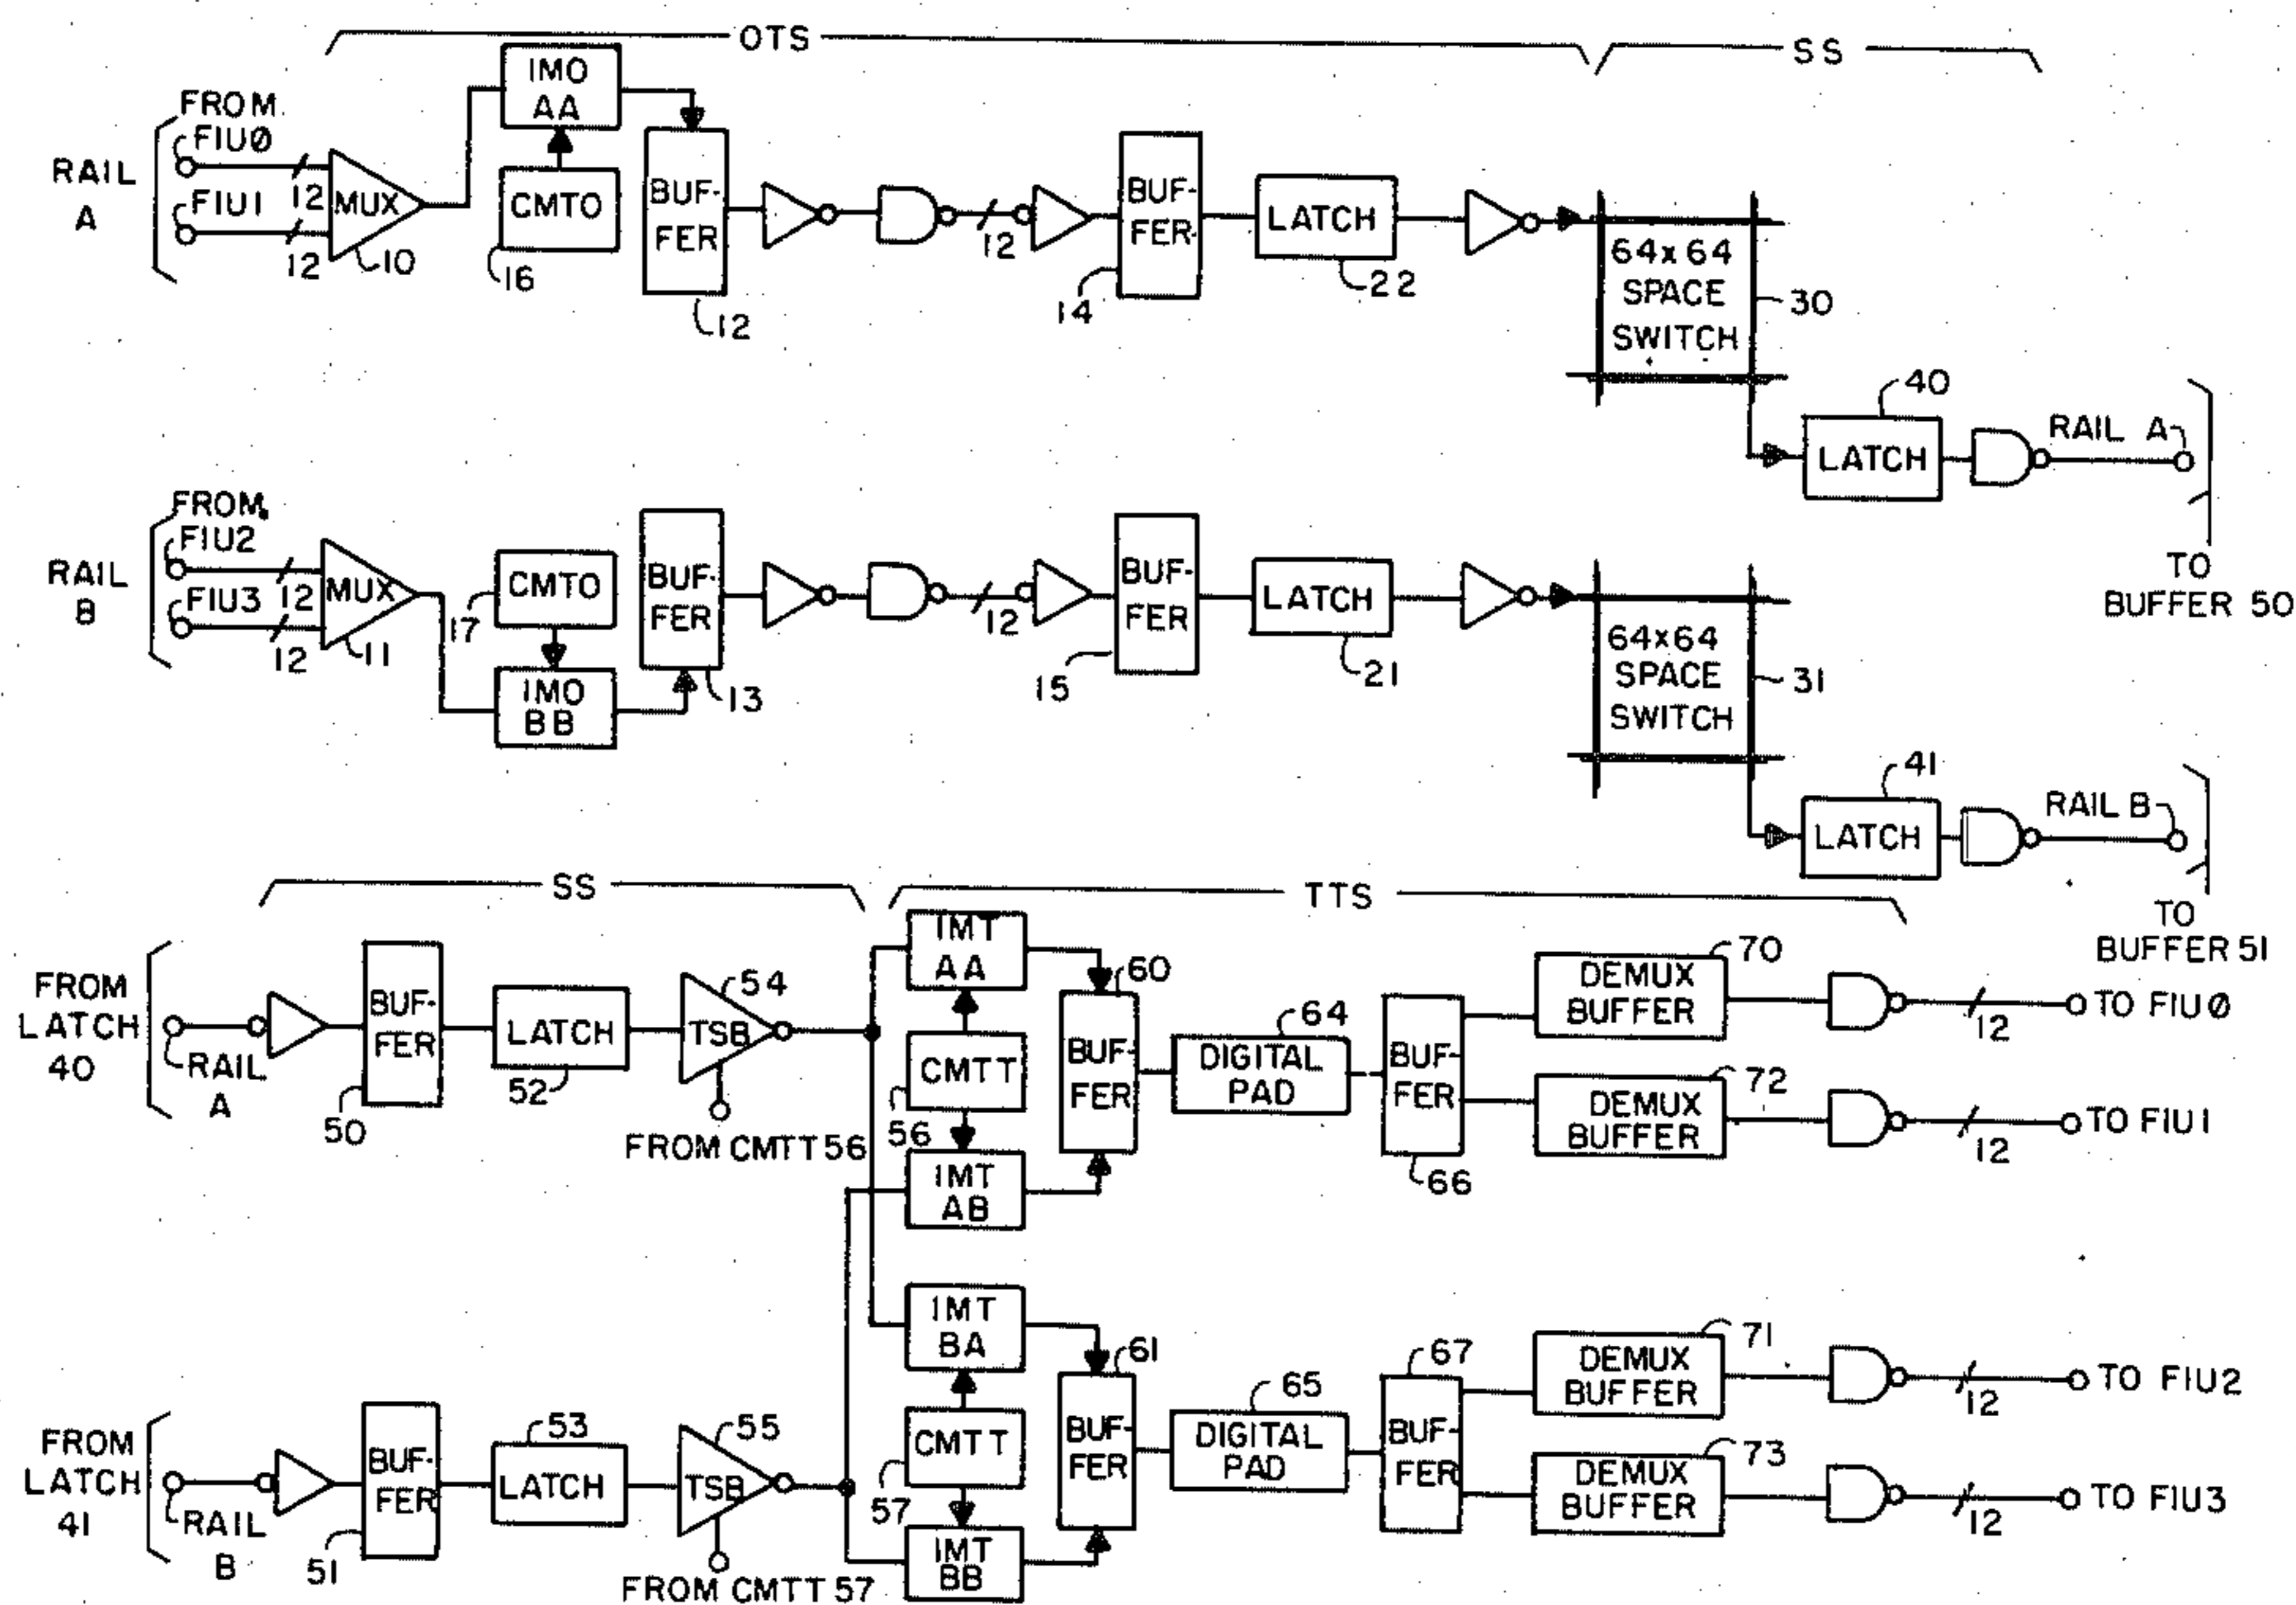 OTS
SS
FROM
FIU0
FIU1
RAIL
A
12
12
MUX
10
IMO
AA
CMTO
16
BUF-
FER
12
12
BUF-
FER
14
LATCH
22
64x64
SPACE
SWITCH
30
40
LATCH
RAIL A
TO
BUFFER 50
FROM
FIU2
FIU3
RAIL
B
12
12
MUX
11
CMTO
17
IMO
BB
BUF-
FER
13
12
BUF-
FER
15
LATCH
21
64x64
SPACE
SWITCH
31
41
LATCH
RAIL B
TO
BUFFER 51
SS
TTS
FROM
LATCH
40
RAIL
A
BUF-
FER
50
LATCH
52
54
TSB
FROM CMTT 56
IMT
AA
CMTT
56
IMT
AB
60
BUF-
FER
64
DIGITAL
PAD
BUF-
FER
66
70
DEMUX
BUFFER
12
TO FIU0
72
DEMUX
BUFFER
12
TO FIU1
FROM
LATCH
41
RAIL
B
BUF-
FER
51
53
LATCH
55
TSB
FROM CMTT 57
IMT
BA
CMTT
57
IMT
BB
61
BUF-
FER
65
DIGITAL
PAD
67
BUF-
FER
71
DEMUX
BUFFER
12
TO FIU2
73
DEMUX
BUFFER
12
TO FIU3